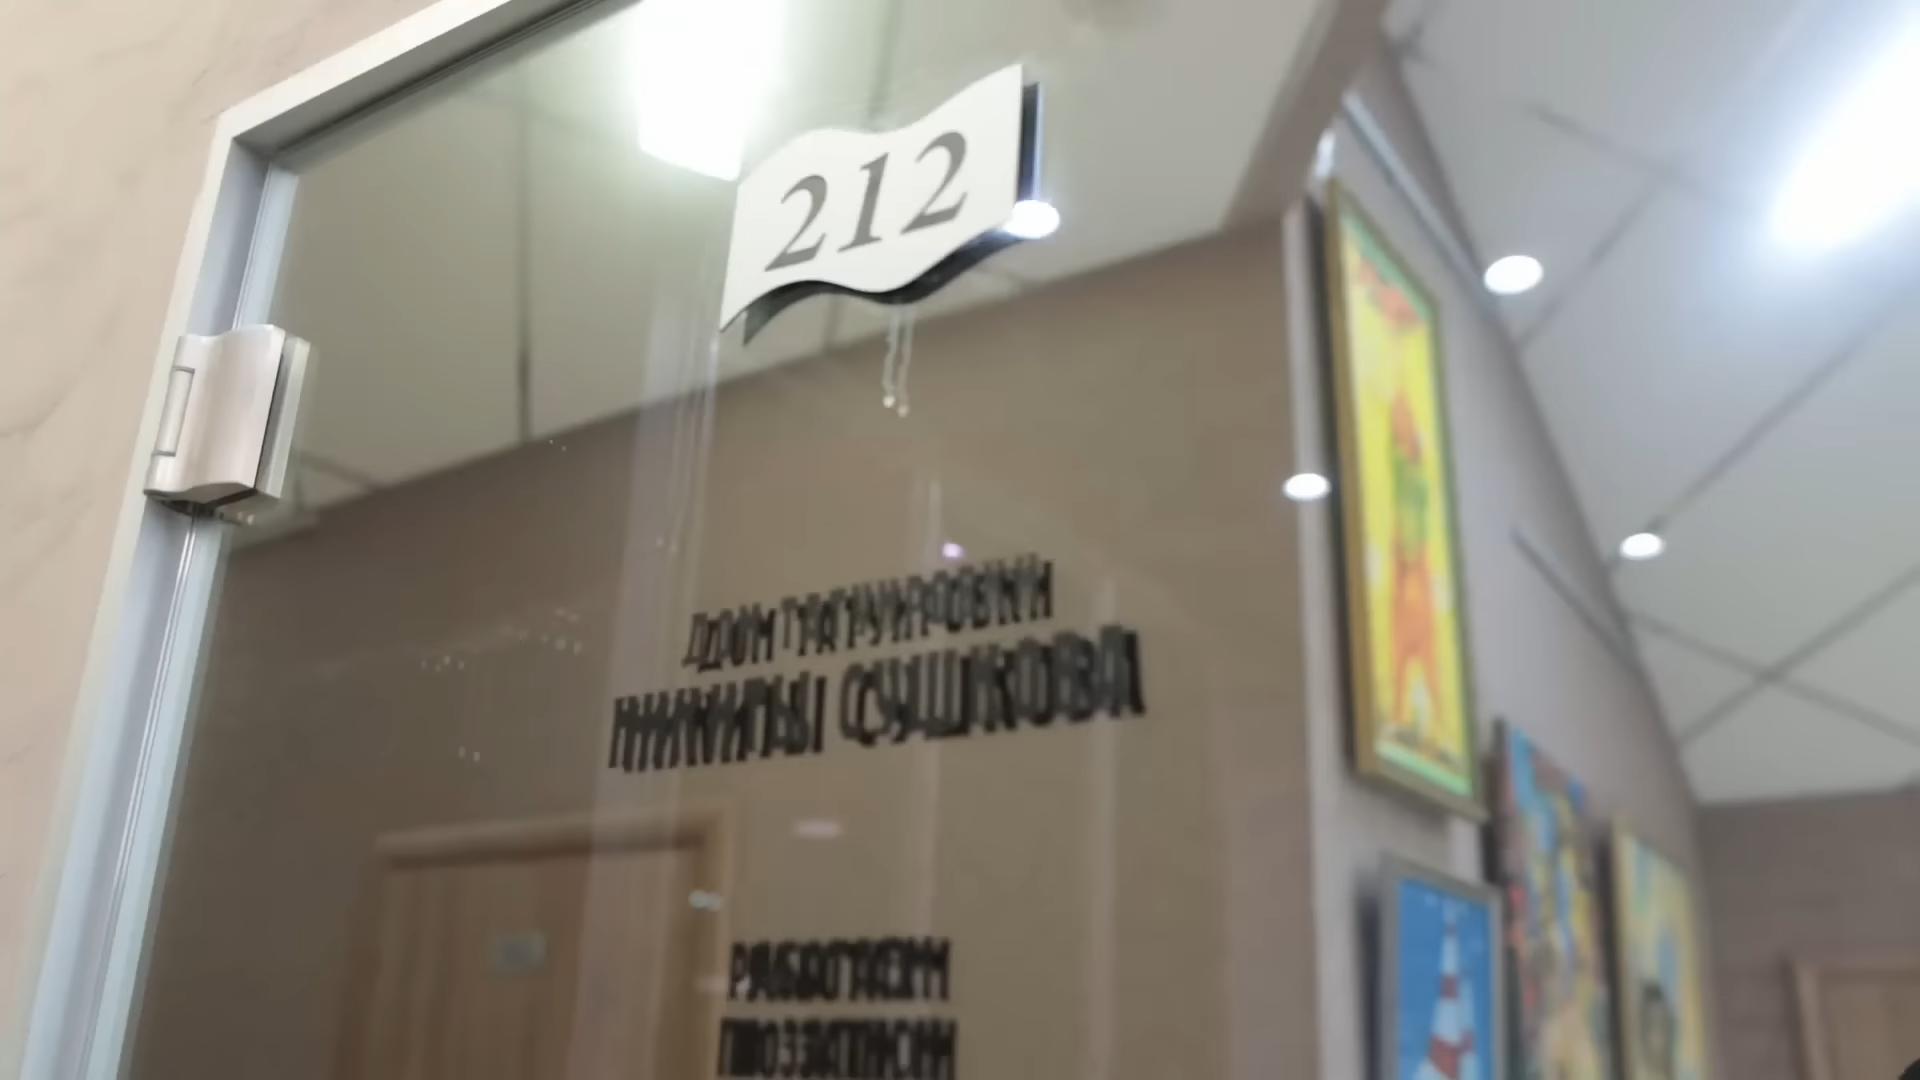 212
ДОМ ТАТУИРОВКИ
НИКИТЫ СУШКОВА
РАБОТАЕМ
ПО ЗАПИСИ